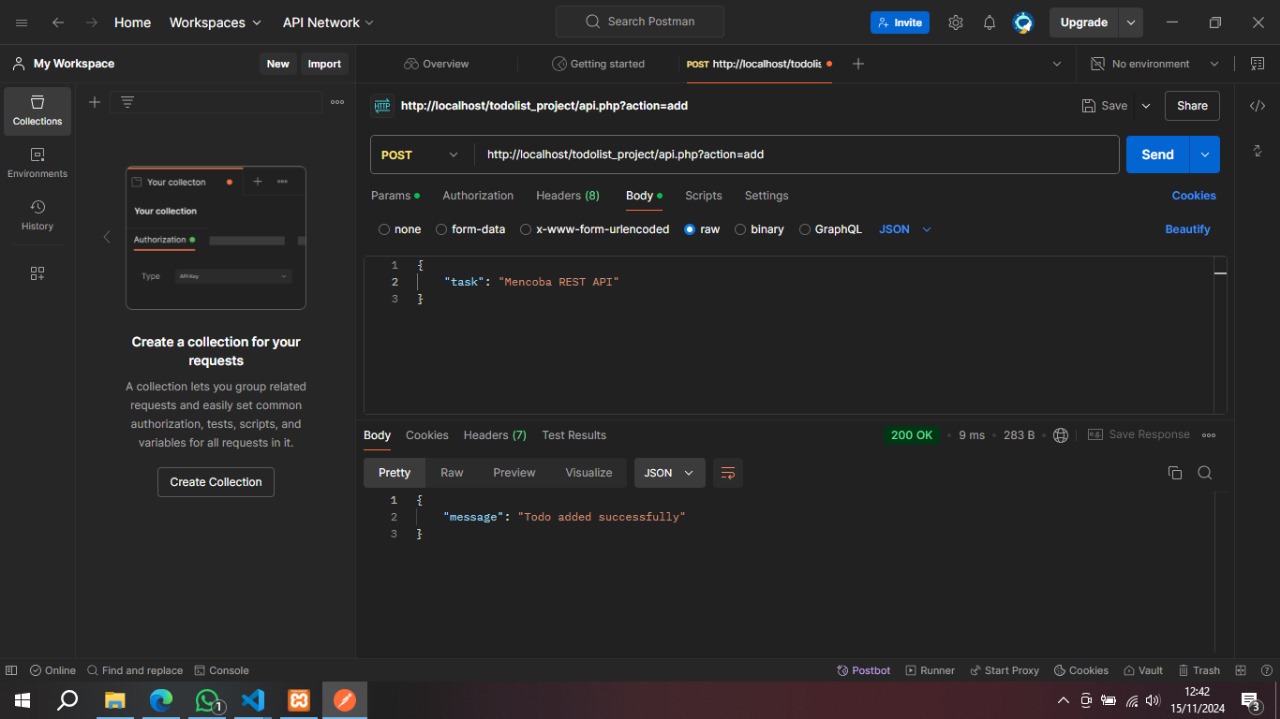 Home
Workspaces
API Network
Search Postman
Invite
Upgrade
My Workspace
New
Import
Overview
Getting started
POST http://localhost/todolis
No environment
Collections
Environments
History
Your collecton
Your collection
Authorization
Type
API-Key
Create a collection for your
requests
A collection lets you group related
requests and easily set common
authorization, tests, scripts, and
variables for all requests in it.
Create Collection
HTTP
http://localhost/todolist_project/api.php?action=add
Save
Share
POST
http://localhost/todolist_project/api.php?action=add
Send
Params
Authorization
Headers (8)
Body
Scripts
Settings
Cookies
none
form-data
x-www-form-urlencoded
raw
binary
GraphQL
JSON
Beautify
1 {
2 "task": "Mencoba REST API"
3 }
Body
Cookies
Headers (7)
Test Results
200 OK
9 ms
283 B
Save Response
Pretty
Raw
Preview
Visualize
JSON
1 {
2 "message": "Todo added successfully"
3 }
Online
Find and replace
Console
Postbot
Runner
Start Proxy
Cookies
Vault
Trash
1
12:42
15/11/2024
3